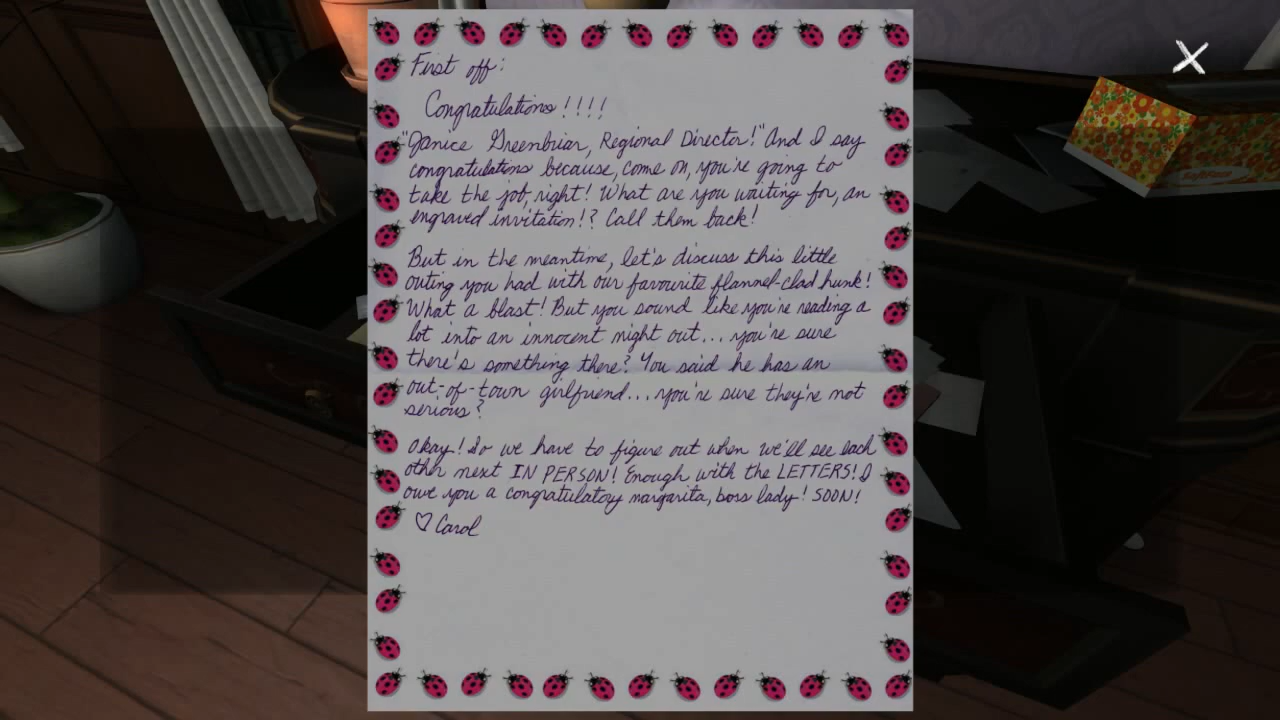 First off:
Congratulations!!!!
"Janice Greenbriar, Regional Director!" And I say
congratulations because, come on, you're going to
take the job, right! What are you waiting for, an
engraved invitation!? Call them back!
But in the meantime, let's discuss this little
outing you had with our favourite flannel-clad hunk!
What a blast! But you sound like you're reading a
lot into an innocent night out... you're sure
there's something there? You said he has an
out-of-town girlfriend... you're sure they're not
serious?
Okay! So we have to figure out when we'll see each
other next IN PERSON! Enough with the LETTERS! I
owe you a congratulatory margarita, boss lady! SOON!
♡ Carol